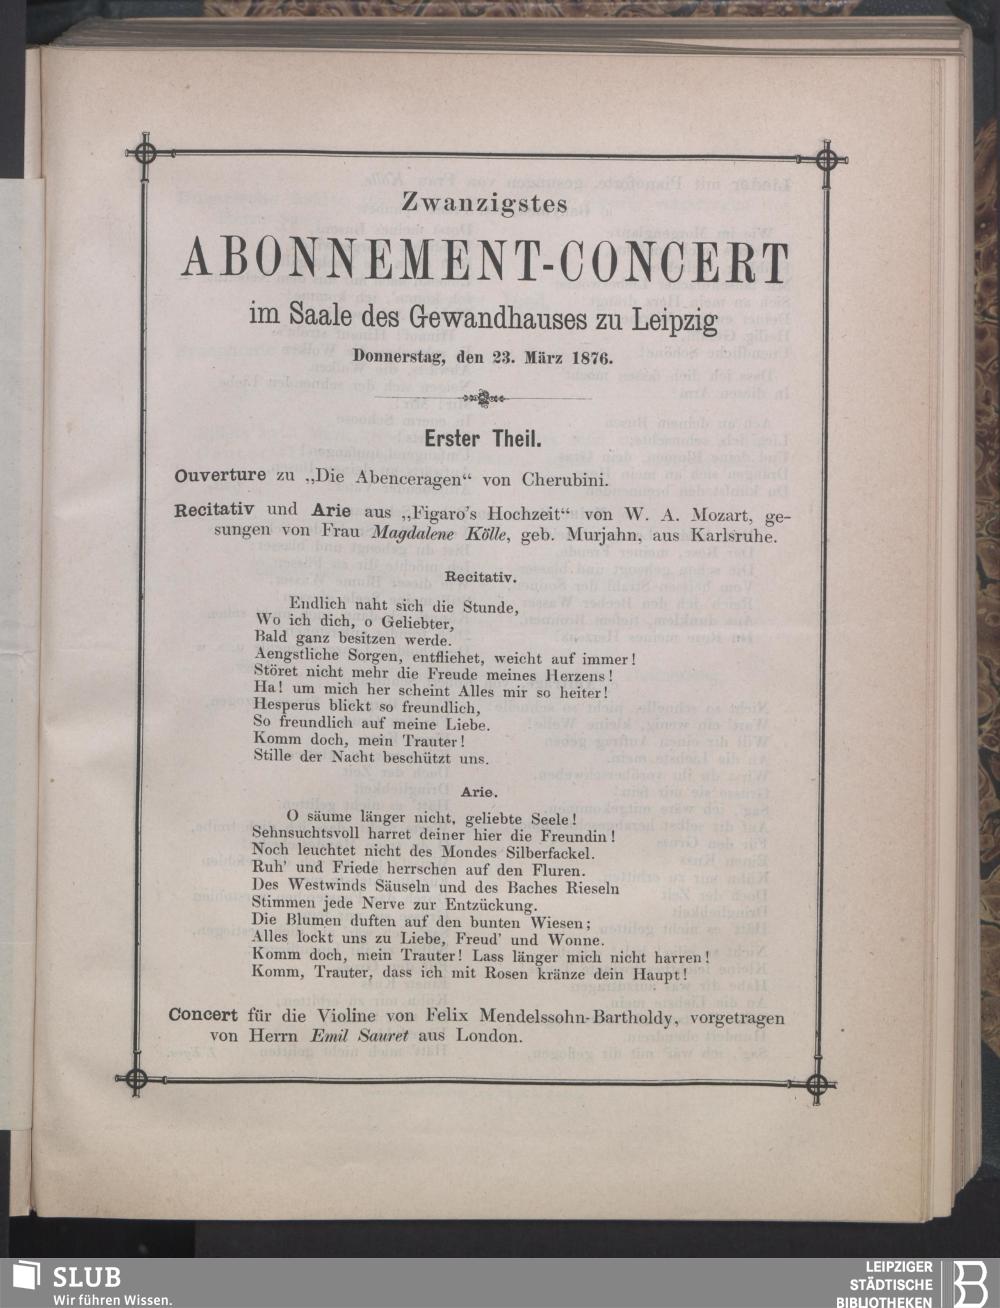 Zwanzigstes
ABONNEMENT-CONCERT
im Saale des Gewandhauses zu Leipzig
Donnerstag, den 23. März 1876.
Erster Theil.
Ouverture zu „Die Abenceragen“ von Cherubini.
Recitativ und Arie aus „Figaro's Hochzeit“ von W. A. Mozart, ge-
sungen von Frau Magdalene Kölle, geb. Murjahn, aus Karlsruhe.
Recitativ.
Endlich naht sich die Stunde,
Wo ich dich, o Geliebter,
Bald ganz besitzen werde.
Aengstliche Sorgen, entfliehet, weicht auf immer!
Störet nicht mehr die Freude meines Herzens!
Ha! um mich her scheint Alles mir so heiter!
Hesperus blickt so freundlich,
So freundlich auf meine Liebe.
Komm doch, mein Trauter!
Stille der Nacht beschützt uns.
Arie.
O säume länger nicht, geliebte Seele!
Sehnsuchtsvoll harret deiner hier die Freundin!
Noch leuchtet nicht des Mondes Silberfackel.
Ruh' und Friede herrschen auf den Fluren.
Des Westwinds Säuseln und des Baches Rieseln
Stimmen jede Nerve zur Entzückung.
Die Blumen duften auf den bunten Wiesen;
Alles lockt uns zu Liebe, Freud' und Wonne.
Komm doch, mein Trauter! Lass länger mich nicht harren!
Komm, Trauter, dass ich mit Rosen kränze dein Haupt!
Concert für die Violine von Felix Mendelssohn-Bartholdy, vorgetragen
von Herrn Emil Sauret aus London.
SLUB
Wir führen Wissen.
LEIPZIGER
STÄDTISCHE
BIBLIOTHEKEN